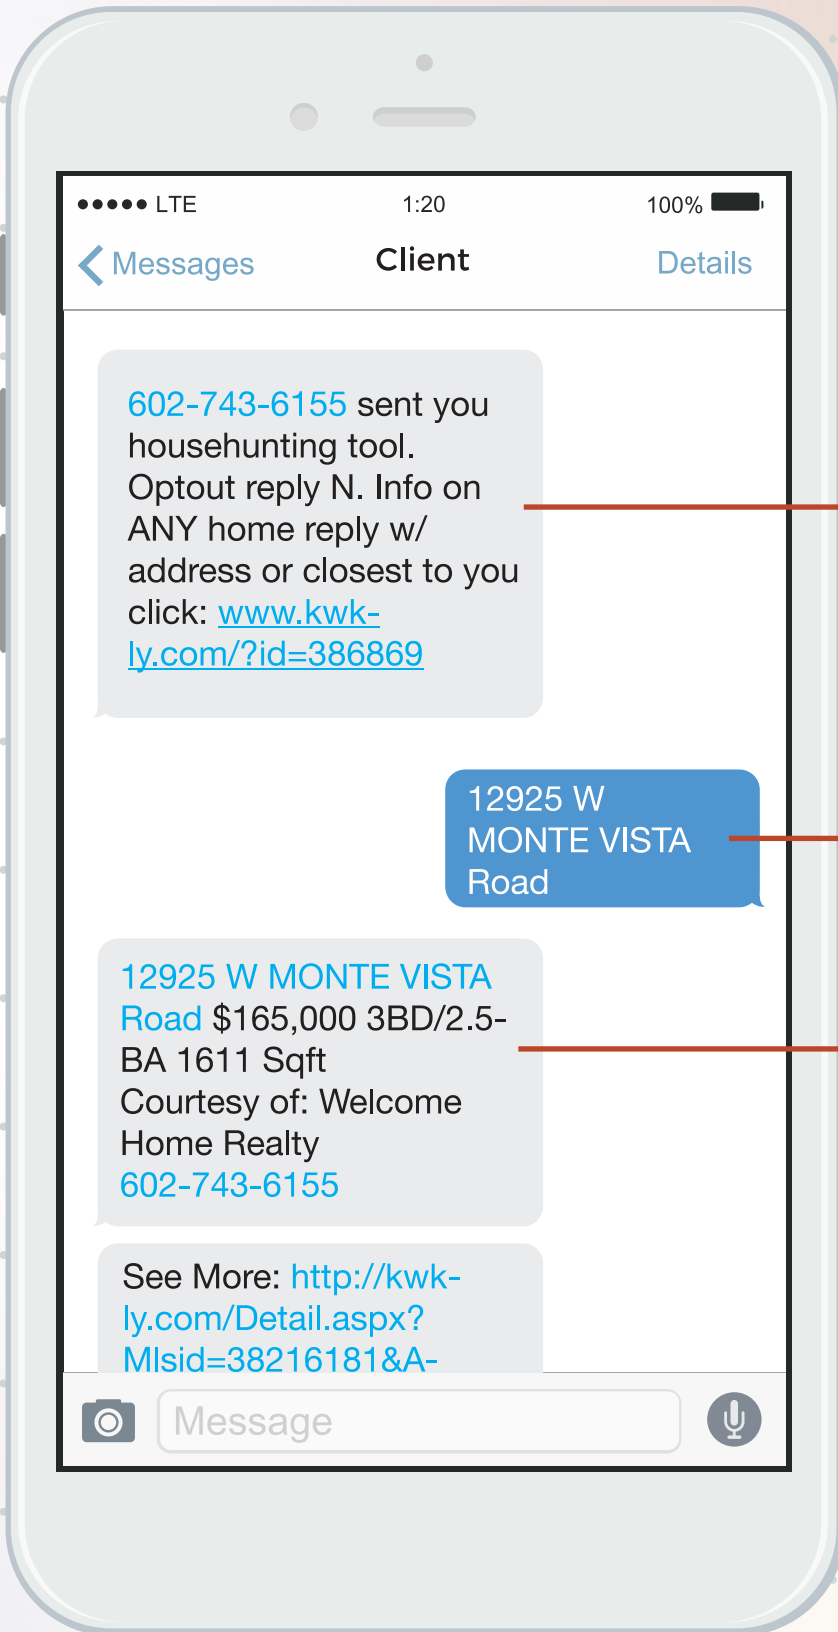 LTE 1:20 100%
Messages Client Details
602-743-6155 sent you
househunting tool.
Optout reply N. Info on
ANY home reply w/
address or closest to you
click: www.kwk-
ly.com/?id=386869
12925 W
MONTE VISTA
Road
12925 W MONTE VISTA
Road $165,000 3BD/2.5-
BA 1611 Sqft
Courtesy of: Welcome
Home Realty
602-743-6155
See More: http://kwk-
ly.com/Detail.aspx?
Mlsid=38216181&A-
Message